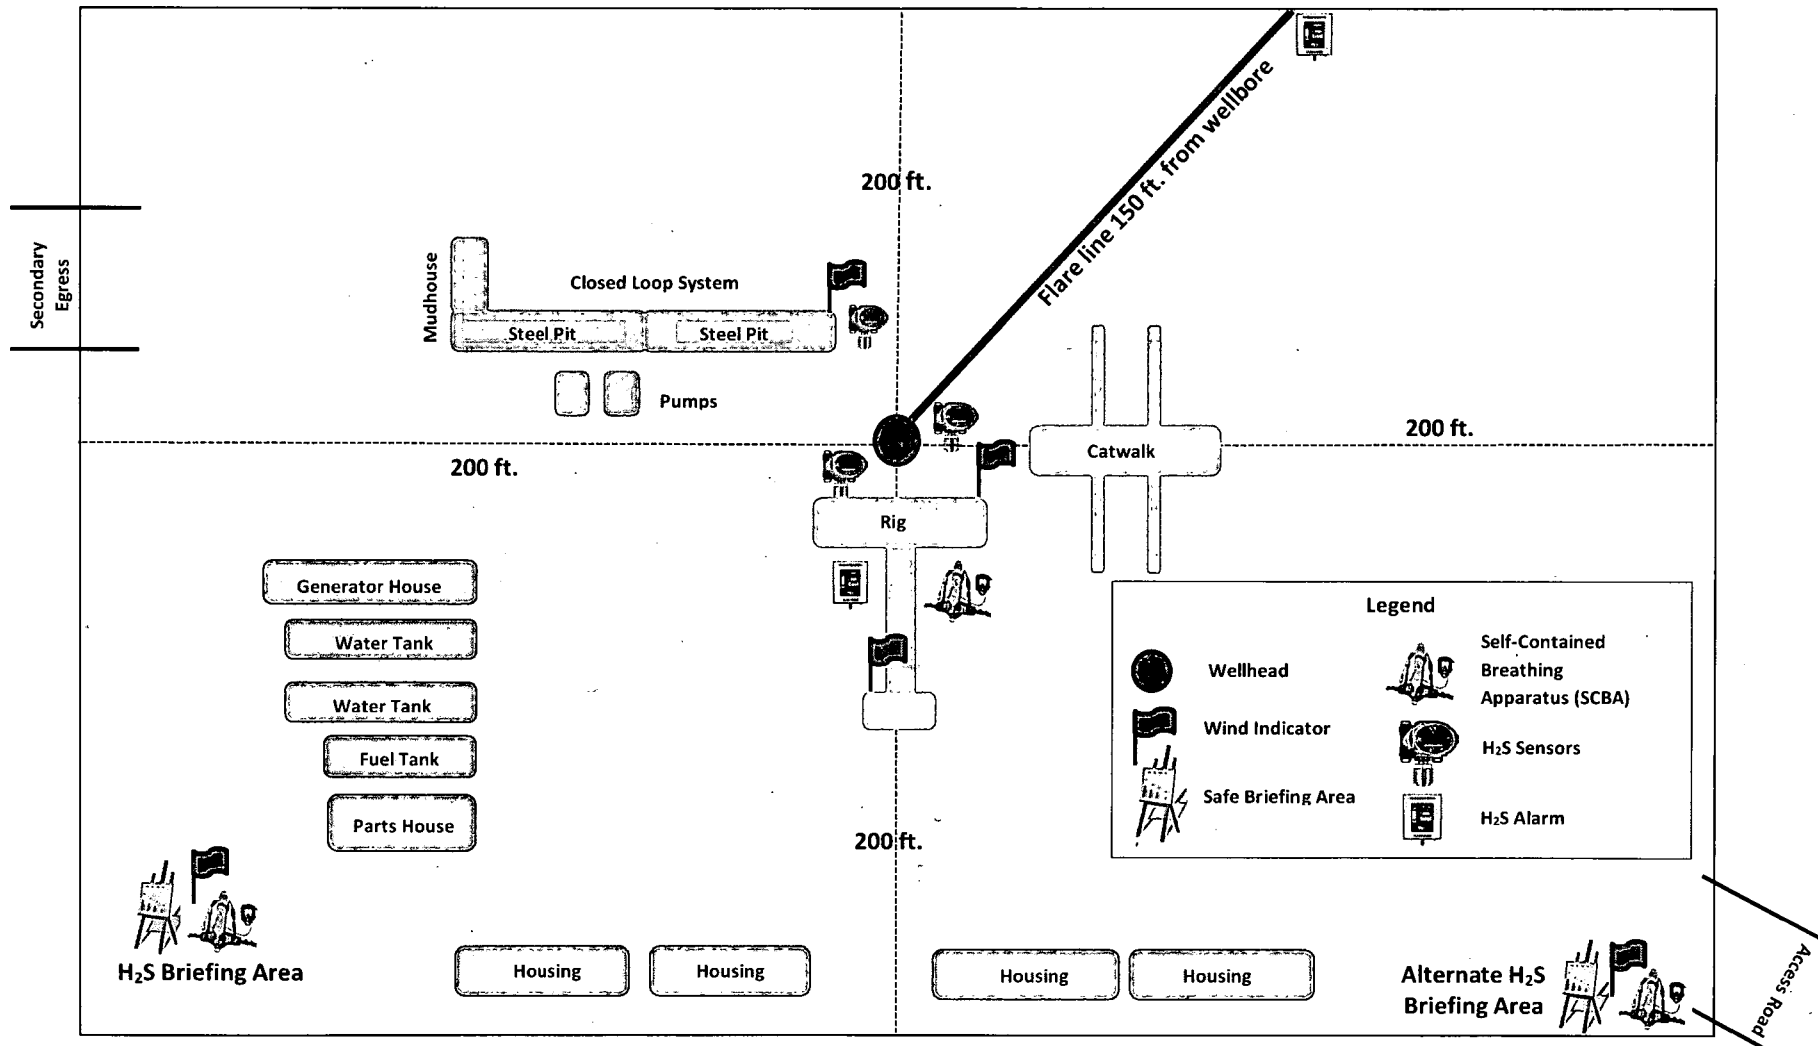 200 ft.
Flare line 150 ft. from wellbore
Secondary
Egress
Mudhouse
Closed Loop System
Steel Pit
Steel Pit
Pumps
200 ft.
200 ft.
Catwalk
Rig
Generator House
Water Tank
Water Tank
Fuel Tank
Parts House
Legend
Wellhead
Wind Indicator
Safe Briefing Area
Self-Contained
Breathing
Apparatus (SCBA)
H₂S Sensors
H₂S Alarm
200 ft.
H₂S Briefing Area
Housing
Housing
Housing
Housing
Alternate H₂S
Briefing Area
Access Road